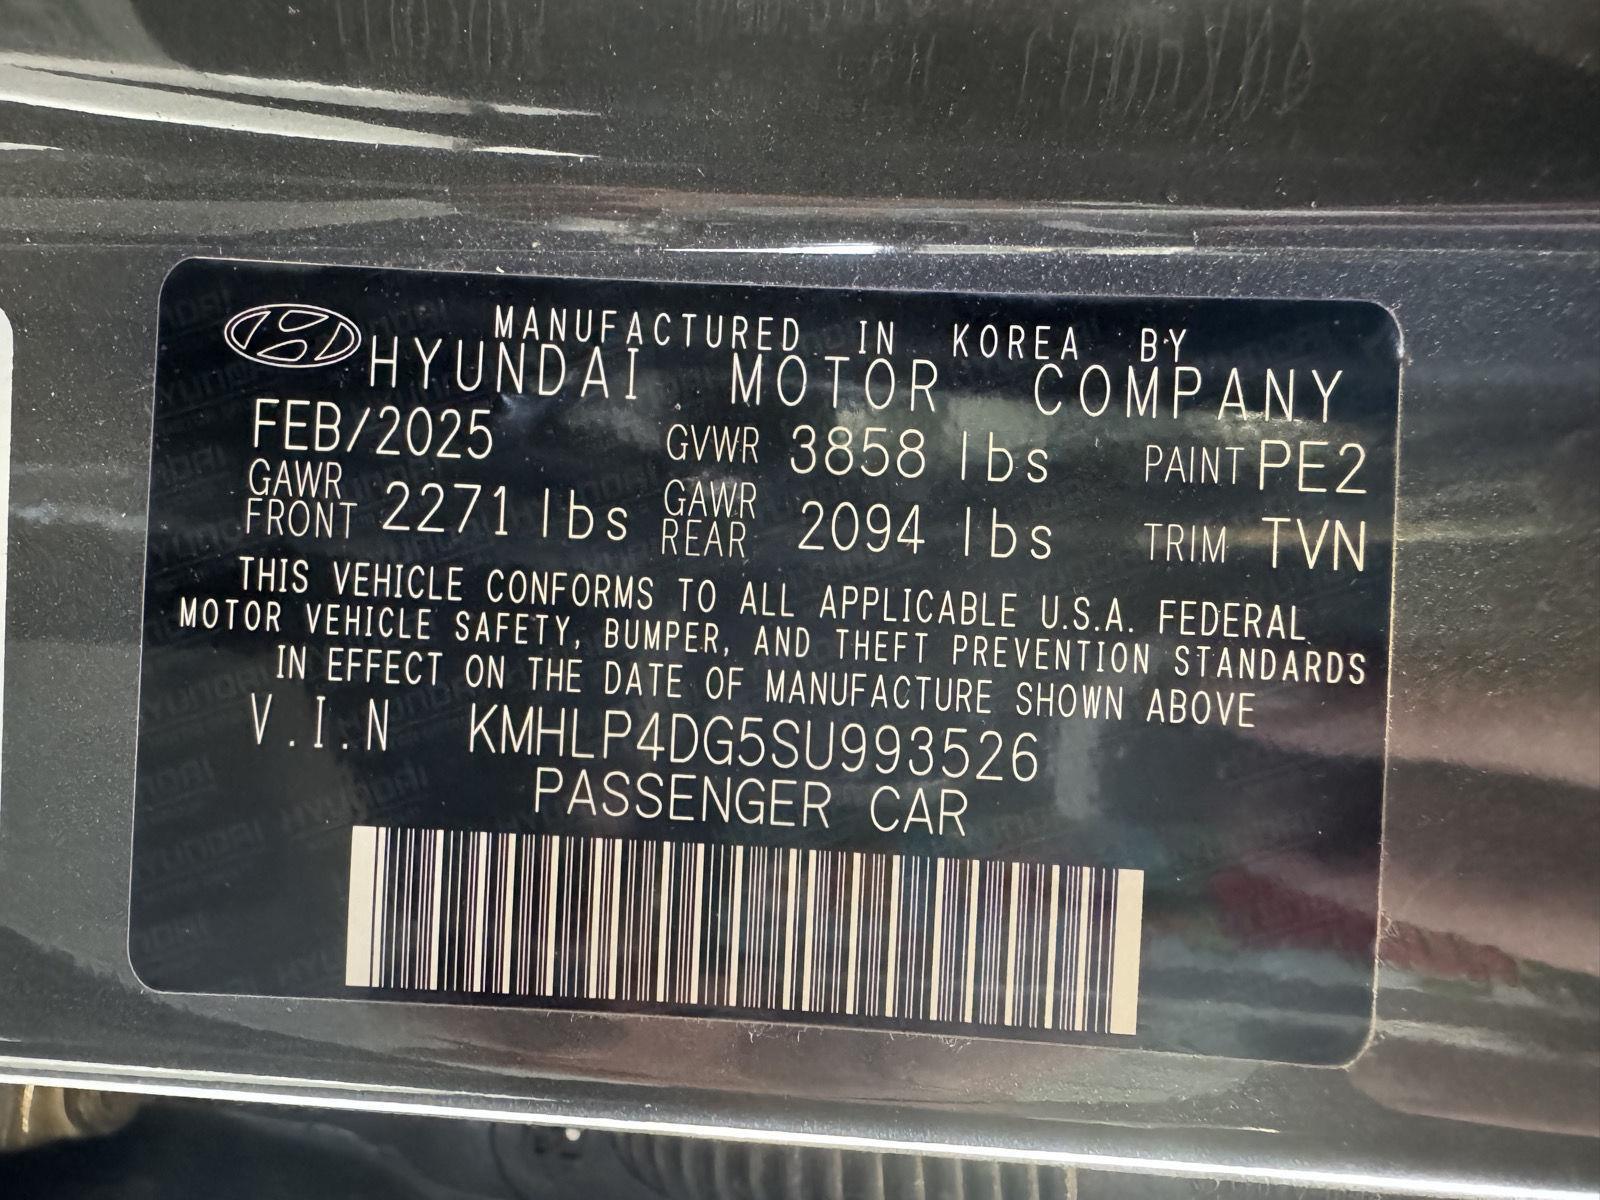 MANUFACTURED IN KOREA BY
HYUNDAI MOTOR COMPANY
FEB/2025 GVWR 3858 lbs PAINT PE2
GAWR FRONT 2271 lbs GAWR REAR 2094 lbs TRIM TVN
THIS VEHICLE CONFORMS TO ALL APPLICABLE U.S.A. FEDERAL
MOTOR VEHICLE SAFETY, BUMPER, AND THEFT PREVENTION STANDARDS
IN EFFECT ON THE DATE OF MANUFACTURE SHOWN ABOVE
V.I.N KMHLP4DG5SU993526
PASSENGER CAR